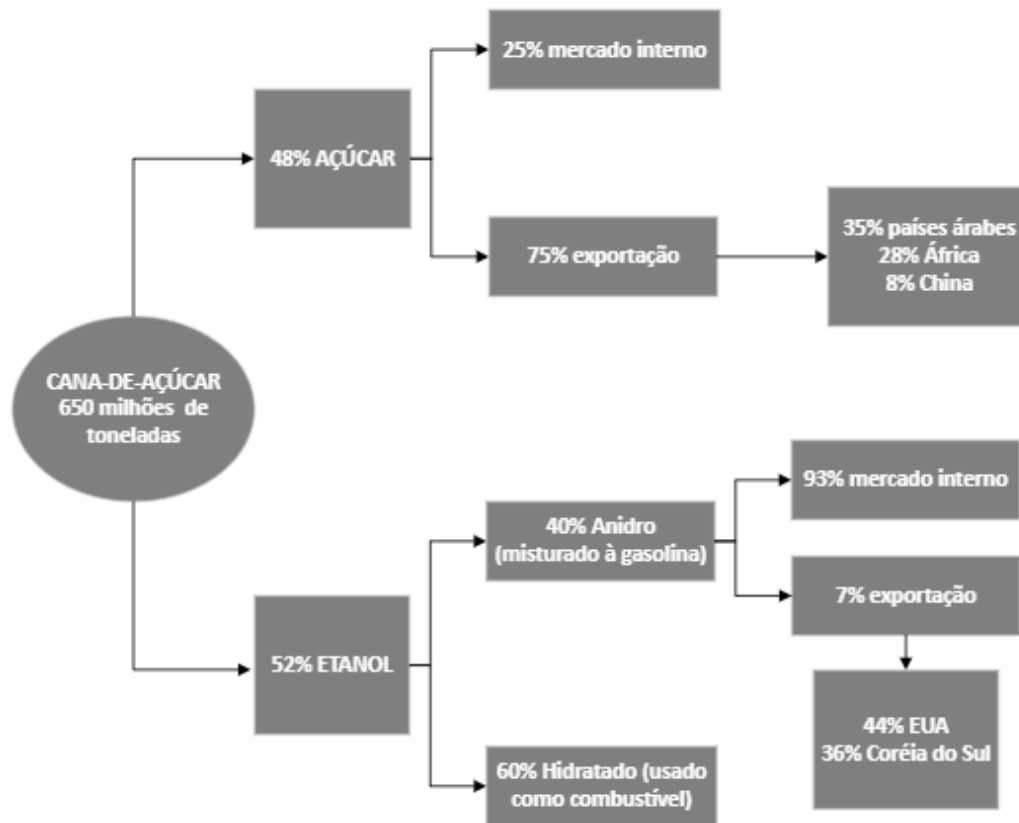 25% mercado interno
48% AÇÚCAR
75% exportação
35% países árabes
28% África
8% China
CANA-DE-AÇÚCAR
650 milhões de
toneladas
93% mercado interno
40% Anidro
(misturado à gasolina)
7% exportação
52% ETANOL
44% EUA
36% Coréia do Sul
60% Hidratado (usado
como combustível)